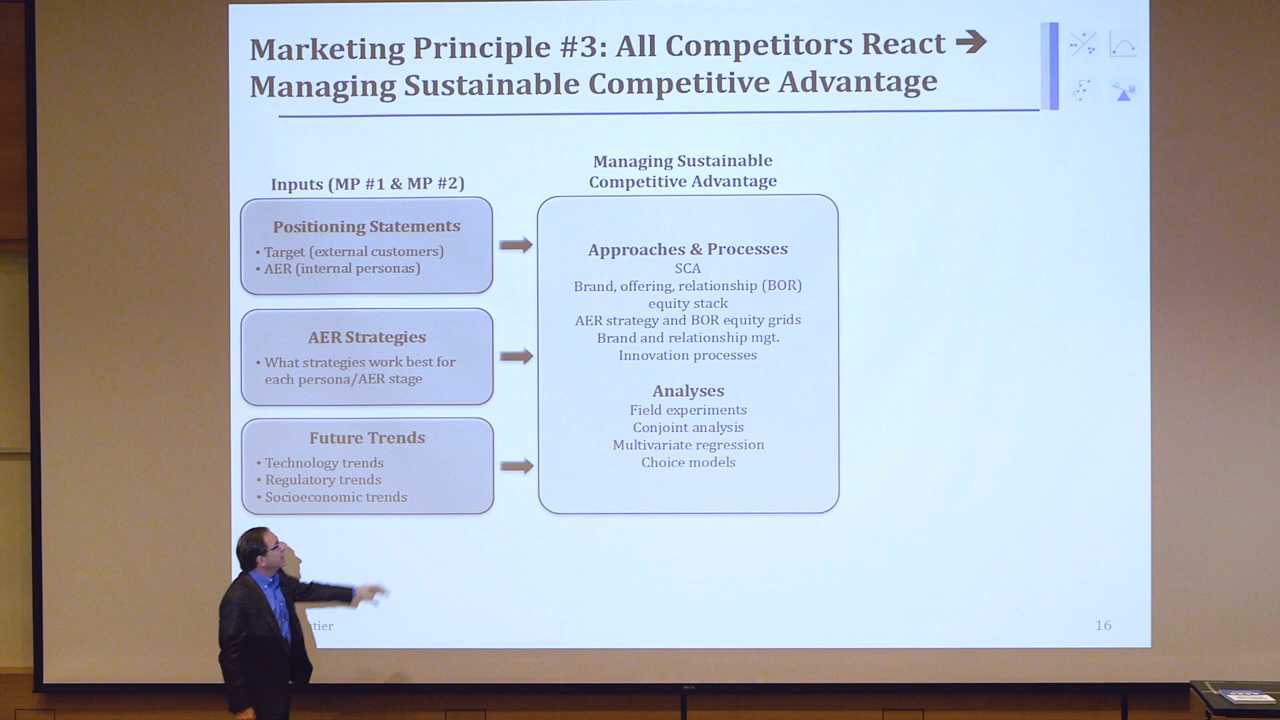 Marketing Principle #3: All Competitors React ➔
Managing Sustainable Competitive Advantage
Inputs (MP #1 & MP #2)
Positioning Statements
• Target (external customers)
• AER (internal personas)
AER Strategies
• What strategies work best for
each persona/AER stage
Future Trends
• Technology trends
• Regulatory trends
• Socioeconomic trends
Managing Sustainable
Competitive Advantage
Approaches & Processes
SCA
Brand, offering, relationship (BOR)
equity stack
AER strategy and BOR equity grids
Brand and relationship mgt.
Innovation processes
Analyses
Field experiments
Conjoint analysis
Multivariate regression
Choice models
16